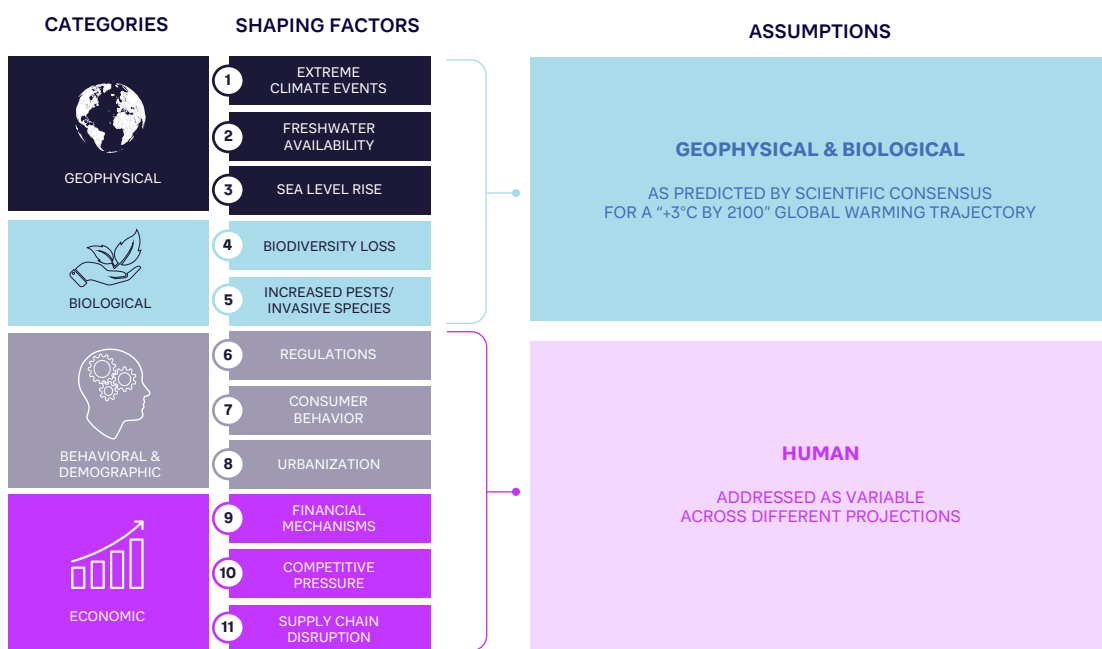 CATEGORIES
SHAPING FACTORS
ASSUMPTIONS
GEOPHYSICAL
1
EXTREME
CLIMATE EVENTS
2
FRESHWATER
AVAILABILITY
3
SEA LEVEL RISE
BIOLOGICAL
4
BIODIVERSITY LOSS
5
INCREASED PESTS/
INVASIVE SPECIES
BEHAVIORAL &
DEMOGRAPHIC
6
REGULATIONS
7
CONSUMER
BEHAVIOR
8
URBANIZATION
ECONOMIC
9
FINANCIAL
MECHANISMS
10
COMPETITIVE
PRESSURE
11
SUPPLY CHAIN
DISRUPTION
GEOPHYSICAL & BIOLOGICAL
AS PREDICTED BY SCIENTIFIC CONSENSUS
FOR A “+3°C BY 2100” GLOBAL WARMING TRAJECTORY
HUMAN
ADDRESSED AS VARIABLE
ACROSS DIFFERENT PROJECTIONS